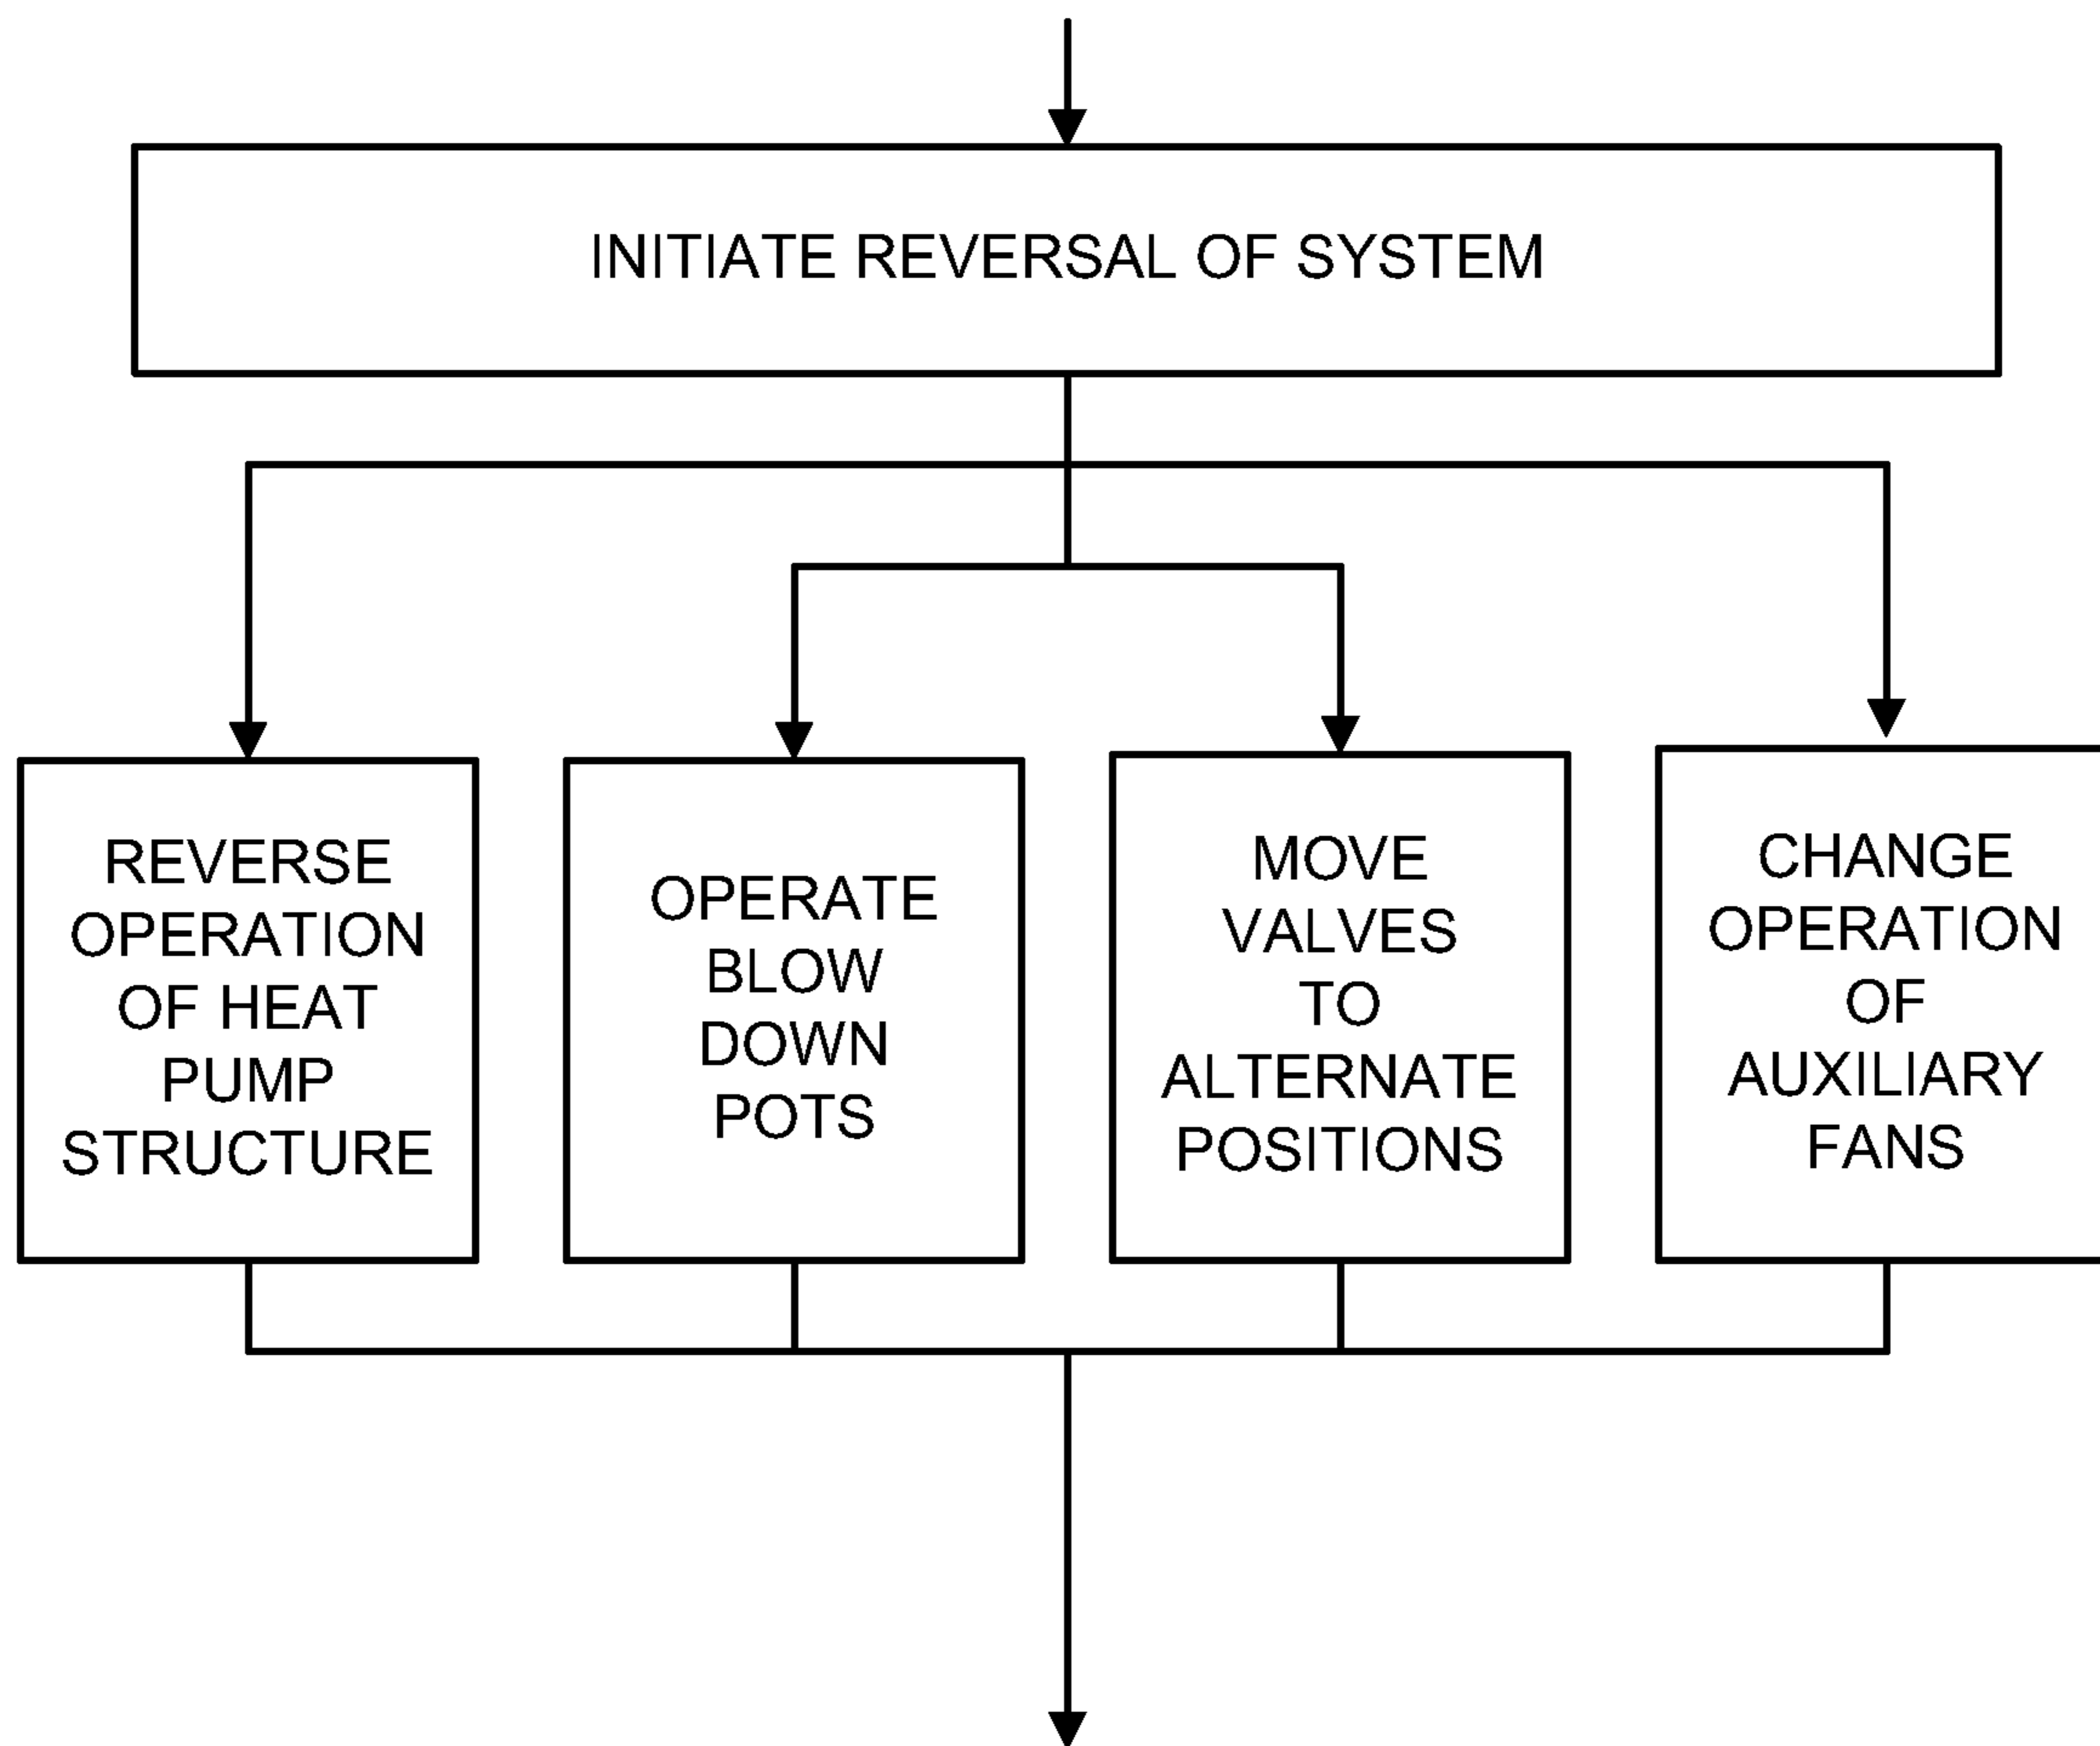 INITIATE REVERSAL OF SYSTEM
REVERSE
OPERATION
OF HEAT
PUMP
STRUCTURE
OPERATE
BLOW
DOWN
POTS
MOVE
VALVES
TO
ALTERNATE
POSITIONS
CHANGE
OPERATION
OF
AUXILIARY
FANS